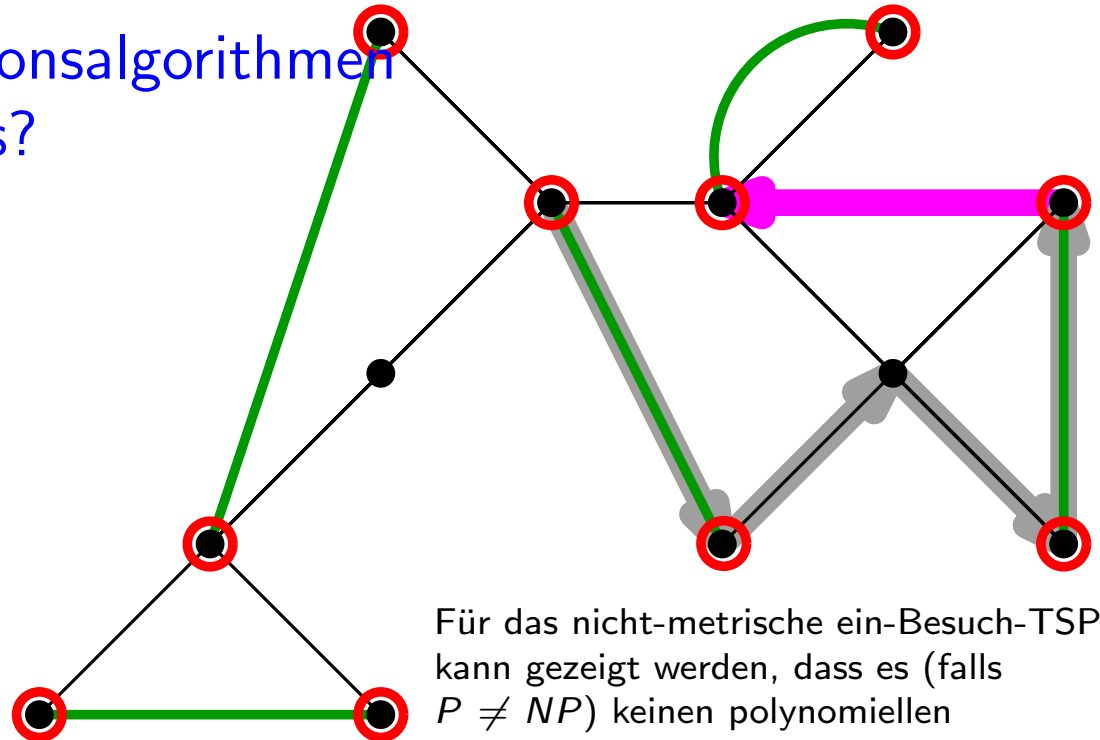 onsalgorithmen
s?
Für das nicht-metrische ein-Besuch-TSP
kann gezeigt werden, dass es (falls
P ≠ NP) keinen polynomiellen